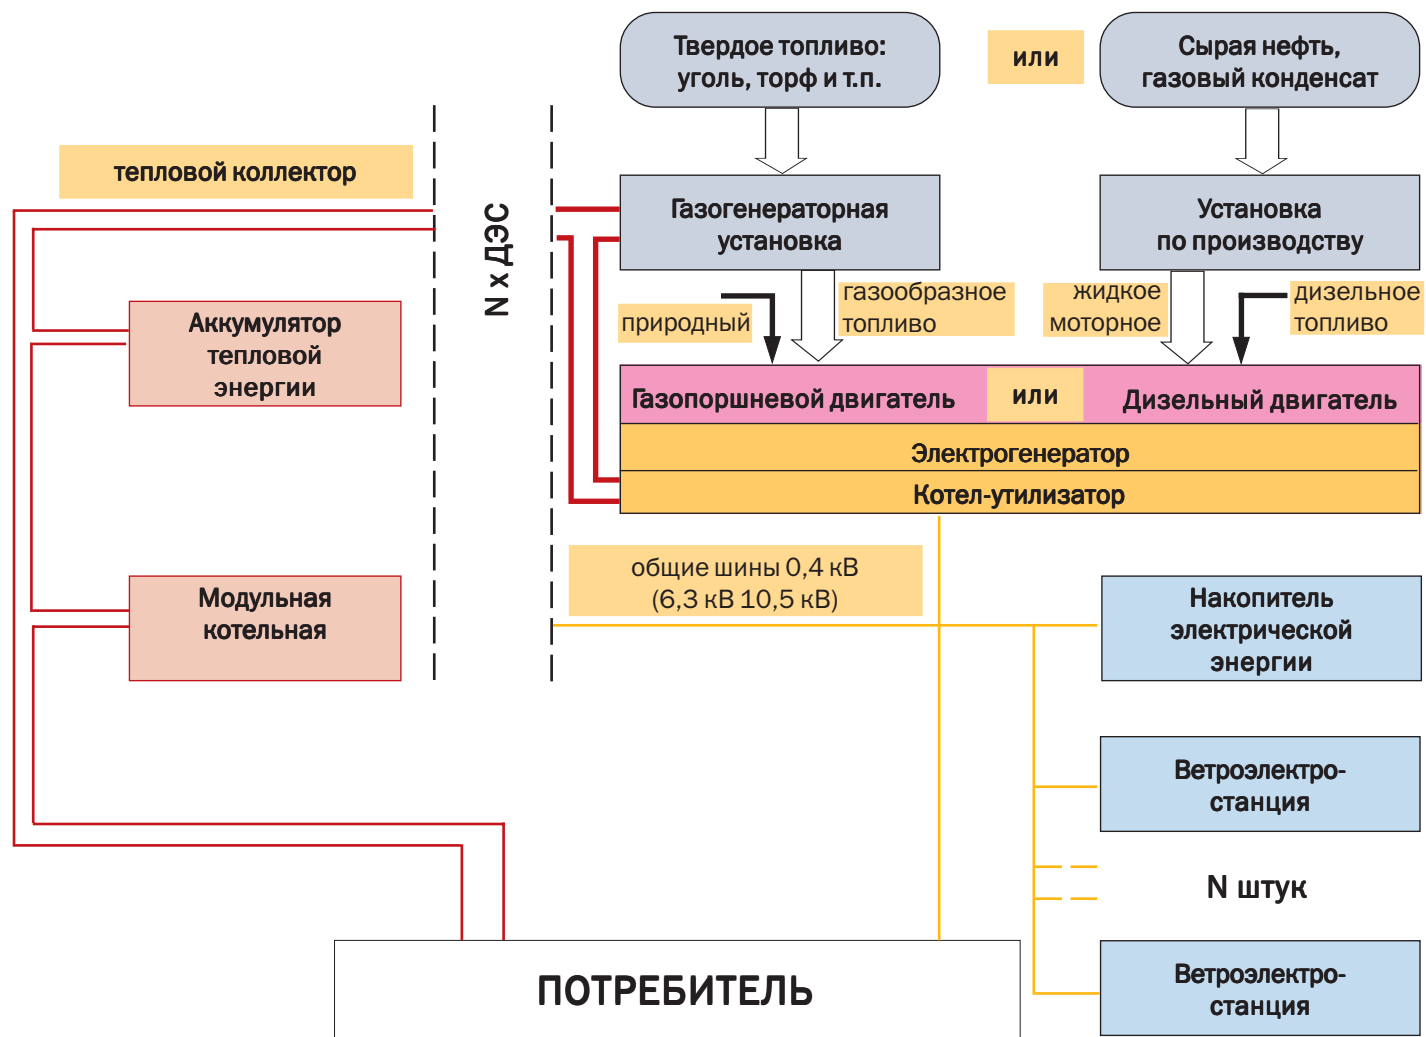 Твердое топливо:
уголь, торф и т.п.
или
Сырая нефть,
газовый конденсат
тепловой коллектор
N x ДЭС
Газогенераторная
установка
Установка
по производству
природный
газообразное
топливо
жидкое
моторное
дизельное
топливо
Аккумулятор
тепловой
энергии
Газопоршневой двигатель
или
Дизельный двигатель
Электрогенератор
Котел-утилизатор
общие шины 0,4 кВ
(6,3 кВ 10,5 кВ)
Модульная
котельная
Накопитель
электрической
энергии
Ветроэлектро-
станция
N штук
Ветроэлектро-
станция
ПОТРЕБИТЕЛЬ